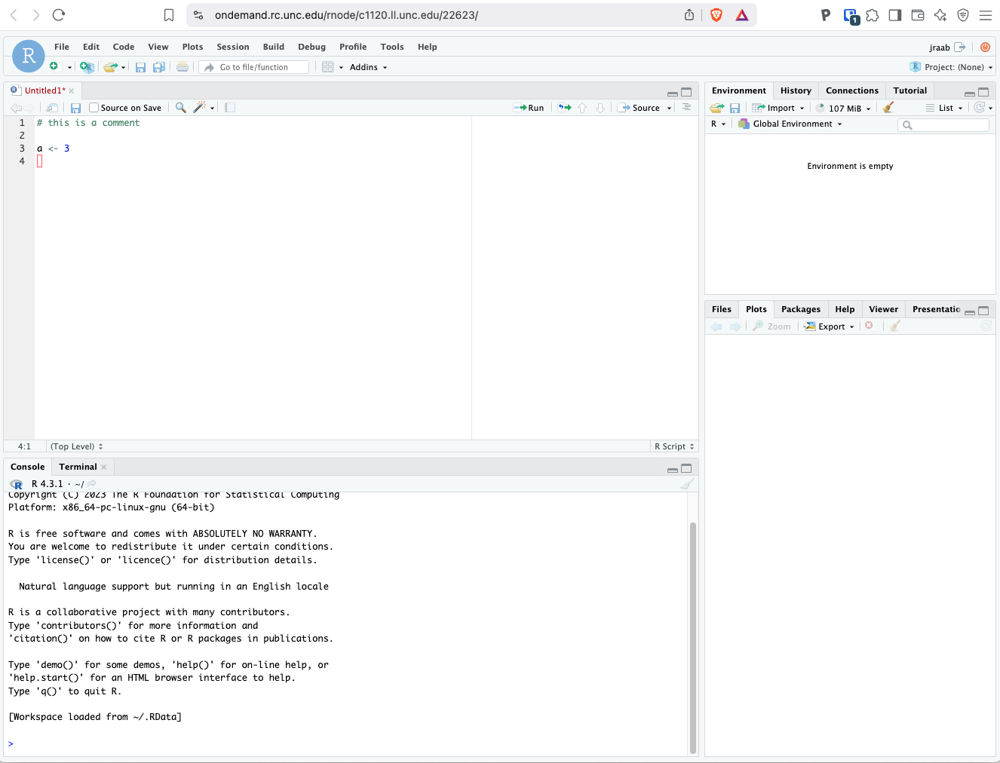 ondemand.rc.unc.edu/rnode/c1120.ll.unc.edu/22623/
P
1
R
File Edit Code View Plots Session Build Debug Profile Tools Help
jraab
Go to file/function
Addins
R Project: (None)
Untitled1*
Source on Save
Run
Source
1 # this is a comment
2
3 a <- 3
4
4:1 (Top Level)
R Script
Console Terminal
R R 4.3.1 · ~/
Copyright (C) 2023 The R Foundation for Statistical Computing
Platform: x86_64-pc-linux-gnu (64-bit)
R is free software and comes with ABSOLUTELY NO WARRANTY.
You are welcome to redistribute it under certain conditions.
Type 'license()' or 'licence()' for distribution details.
Natural language support but running in an English locale
R is a collaborative project with many contributors.
Type 'contributors()' for more information and
'citation()' on how to cite R or R packages in publications.
Type 'demo()' for some demos, 'help()' for on-line help, or
'help.start()' for an HTML browser interface to help.
Type 'q()' to quit R.
[Workspace loaded from ~/.RData]
>
Environment History Connections Tutorial
Import 107 MiB List
R Global Environment
Environment is empty
Files Plots Packages Help Viewer Presentatio
Zoom Export